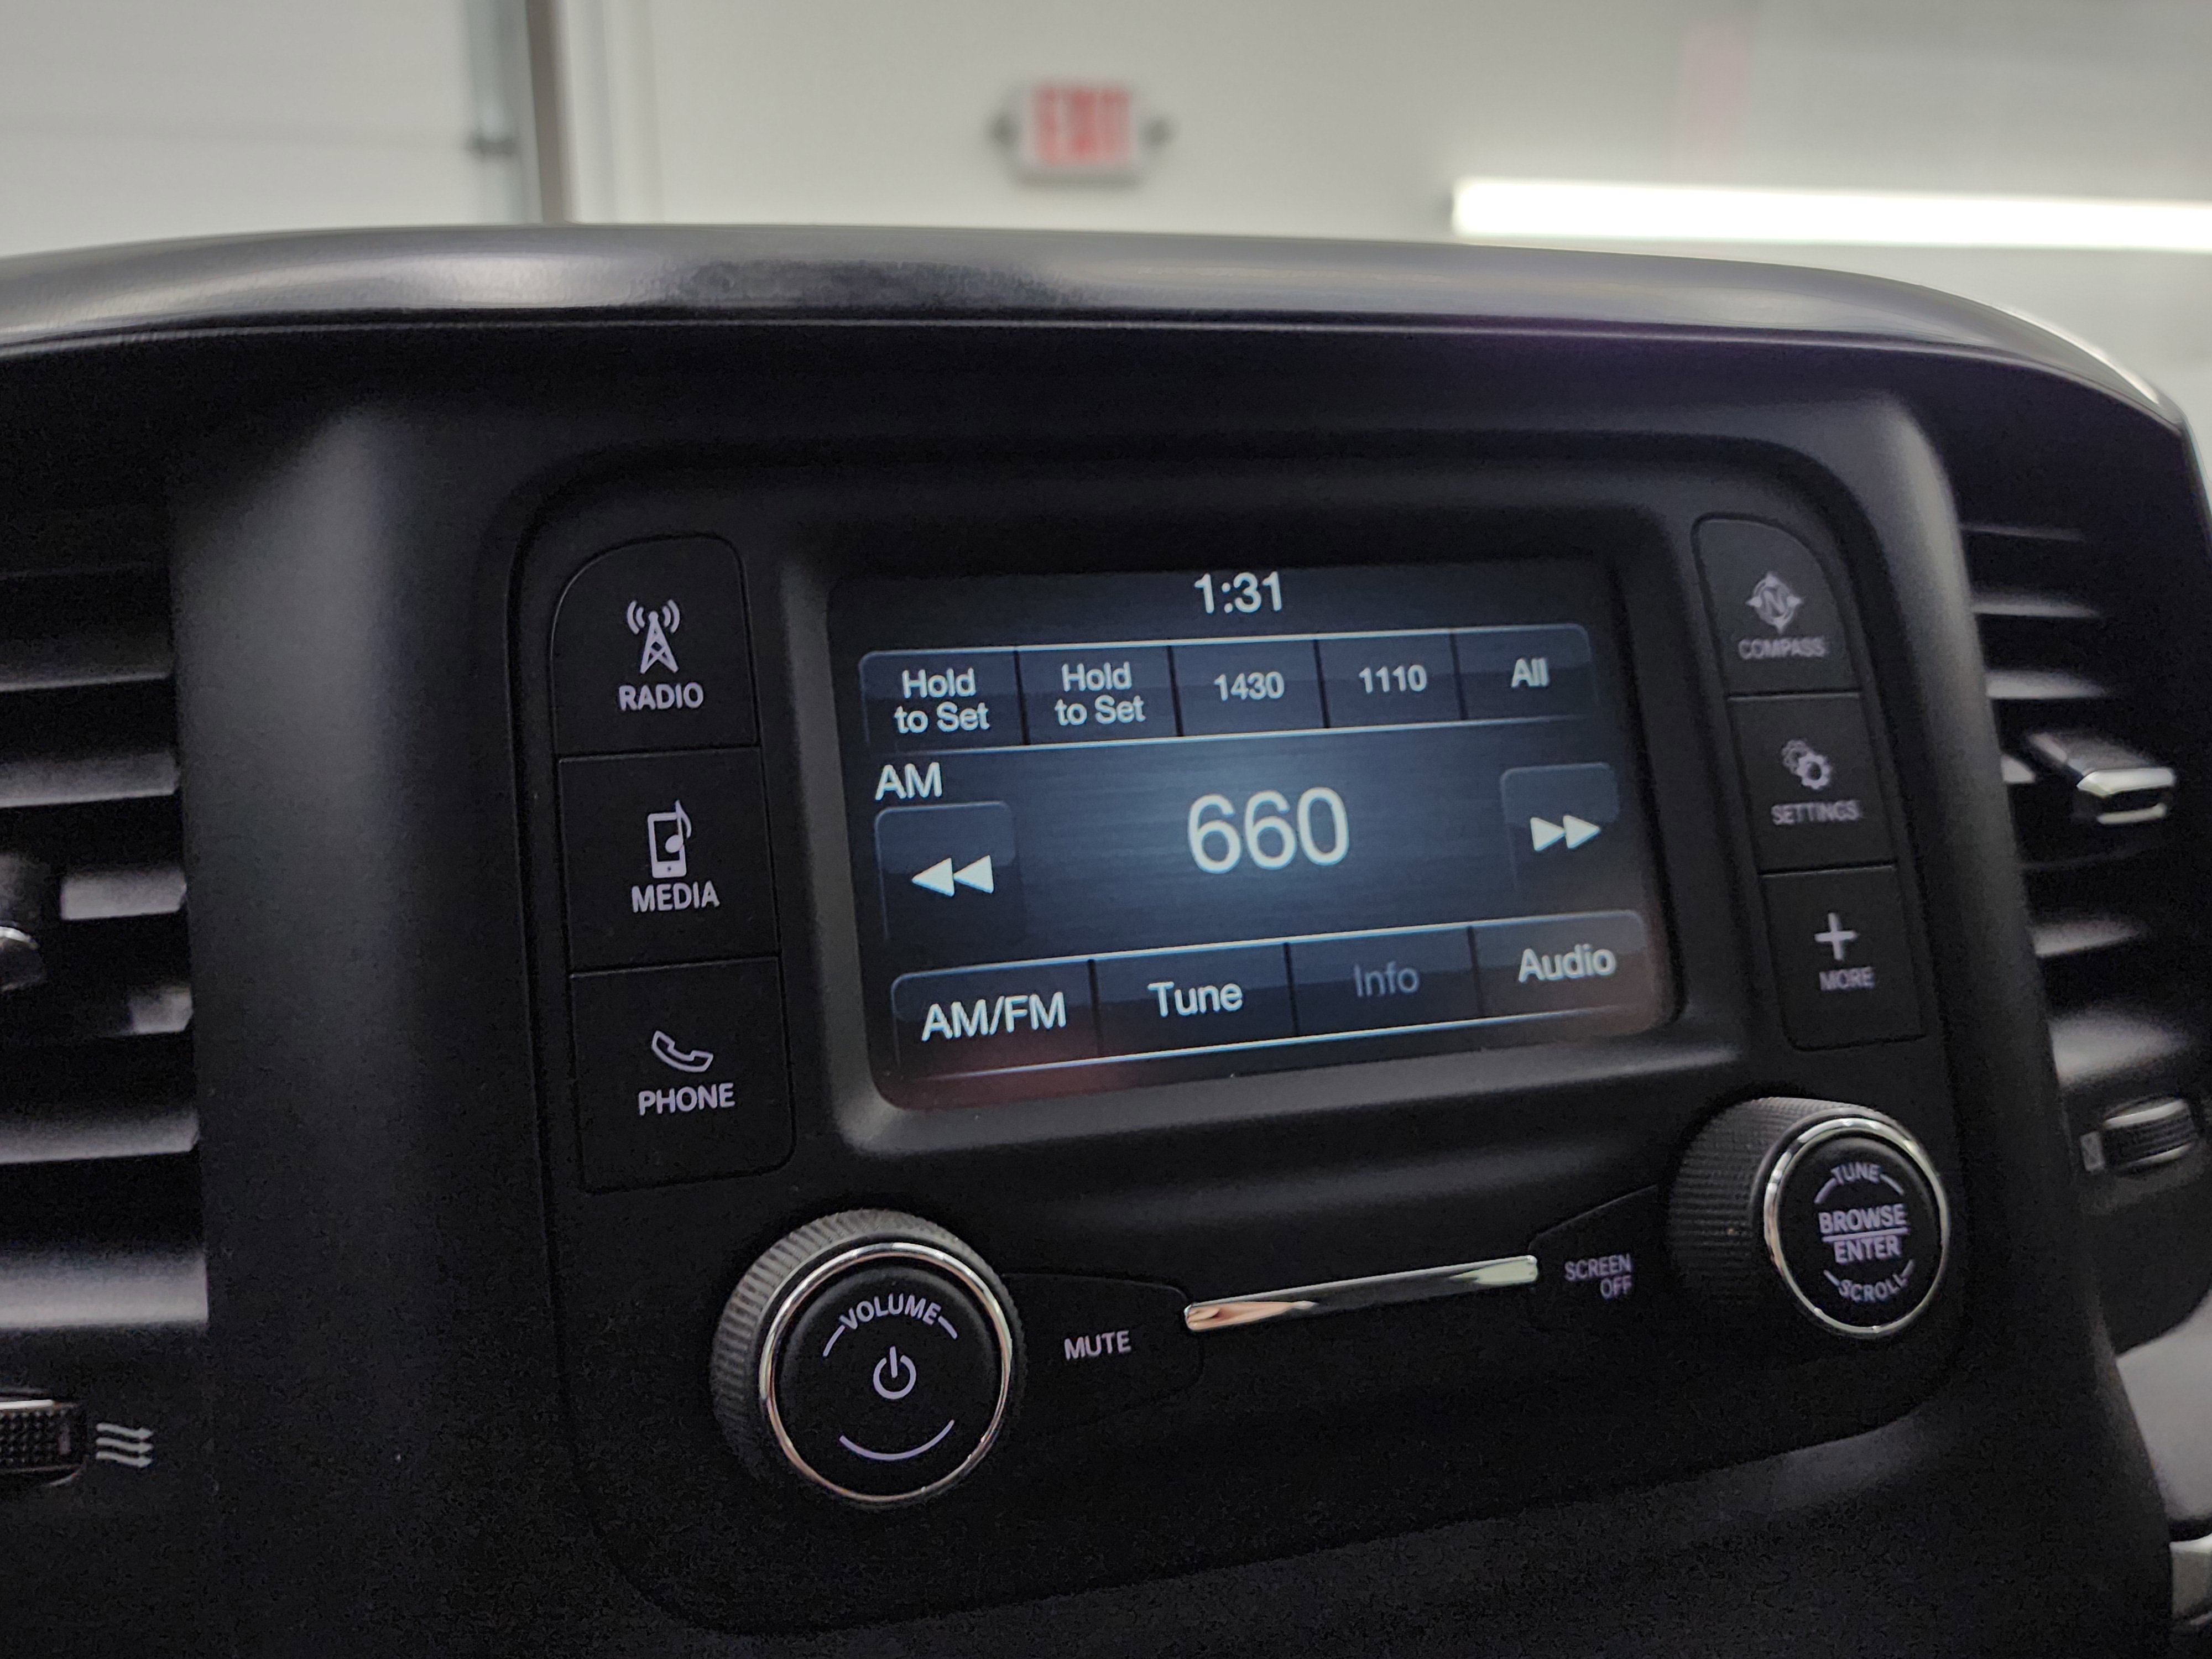 EXIT
1:31
Hold
to Set
Hold
to Set
1430
1110
All
AM
660
AM/FM
Tune
Info
Audio
RADIO
MEDIA
PHONE
N
COMPASS
SETTINGS
MORE
VOLUME
MUTE
SCREEN
OFF
TUNE
BROWSE
ENTER
SCROLL